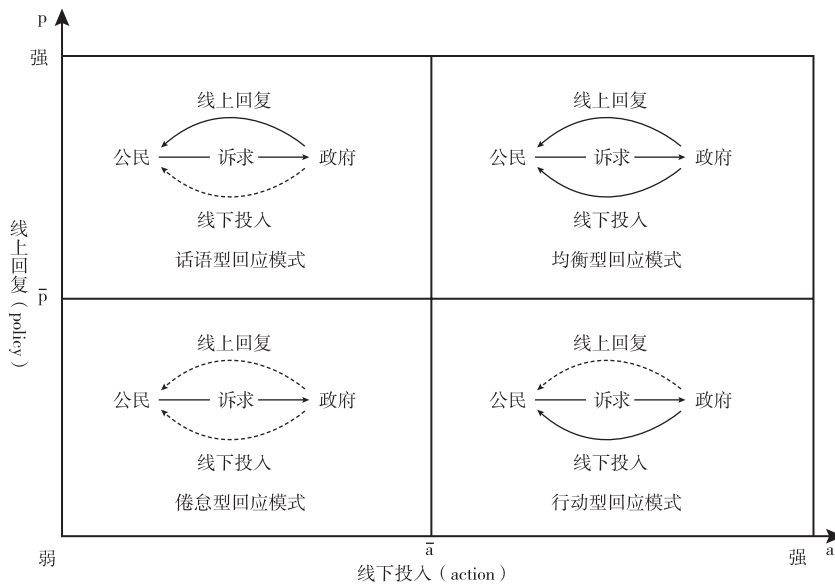 p
强
线上回复
公民 诉求 政府
线下投入
话语型回应模式
线上回复
公民 诉求 政府
线下投入
均衡型回应模式
线上回复（policy）
p̄
线上回复
公民 诉求 政府
线下投入
倦怠型回应模式
线上回复
公民 诉求 政府
线下投入
行动型回应模式
弱
ā
强
a
线下投入（action）